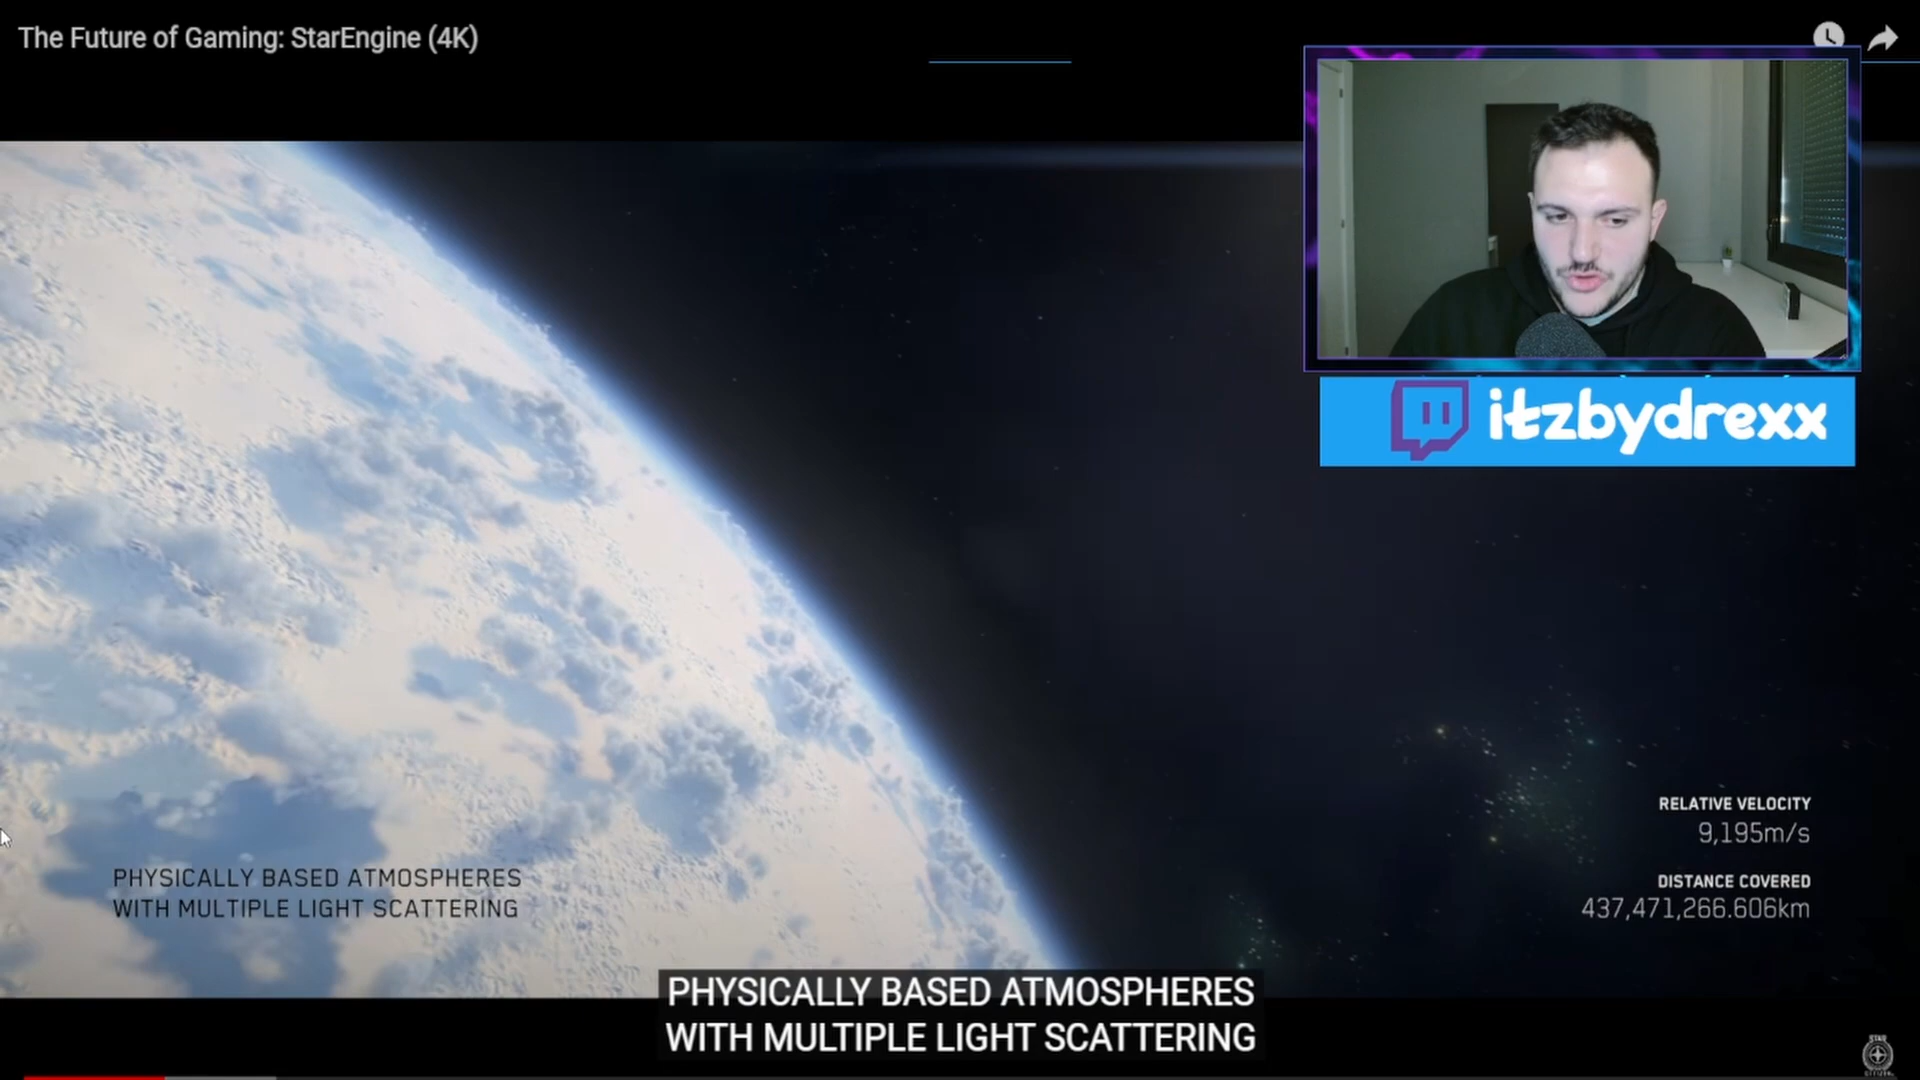 The Future of Gaming: StarEngine (4K)
itzbydrexx
RELATIVE VELOCITY
9,195m/s
DISTANCE COVERED
437,471,266.606km
PHYSICALLY BASED ATMOSPHERES
WITH MULTIPLE LIGHT SCATTERING
PHYSICALLY BASED ATMOSPHERES
WITH MULTIPLE LIGHT SCATTERING